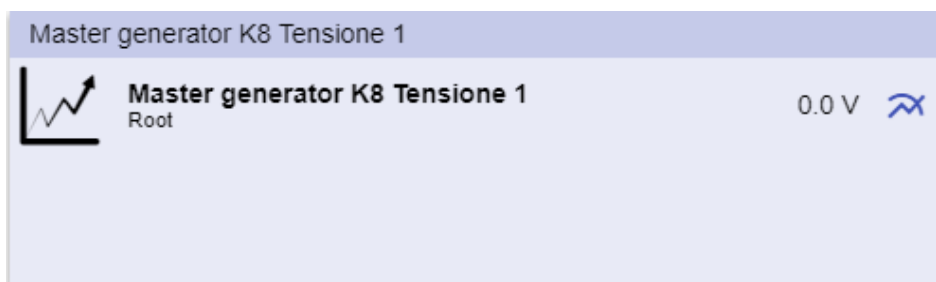 Master generator K8 Tensione 1
Master generator K8 Tensione 1
0.0 V
Root